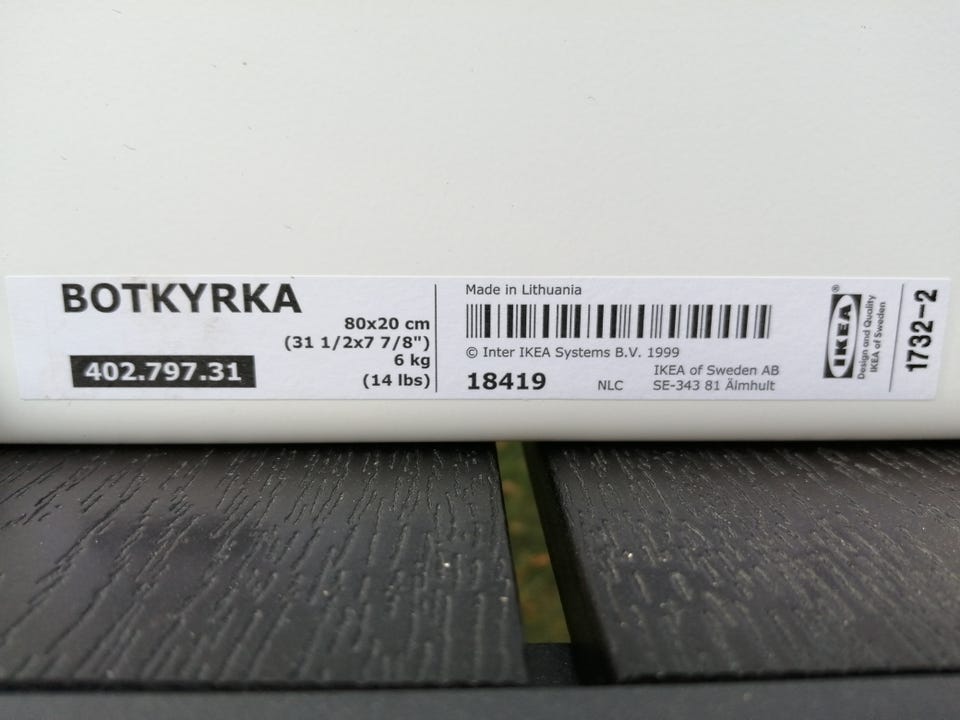 BOTKYRKA
80x20 cm
(31 1/2x7 7/8")
6 kg
(14 lbs)
402.797.31
Made in Lithuania
© Inter IKEA Systems B.V. 1999
18419
NLC
IKEA of Sweden AB
SE-343 81 Älmhult
IKEA®
Design and Quality
IKEA of Sweden
1732-2